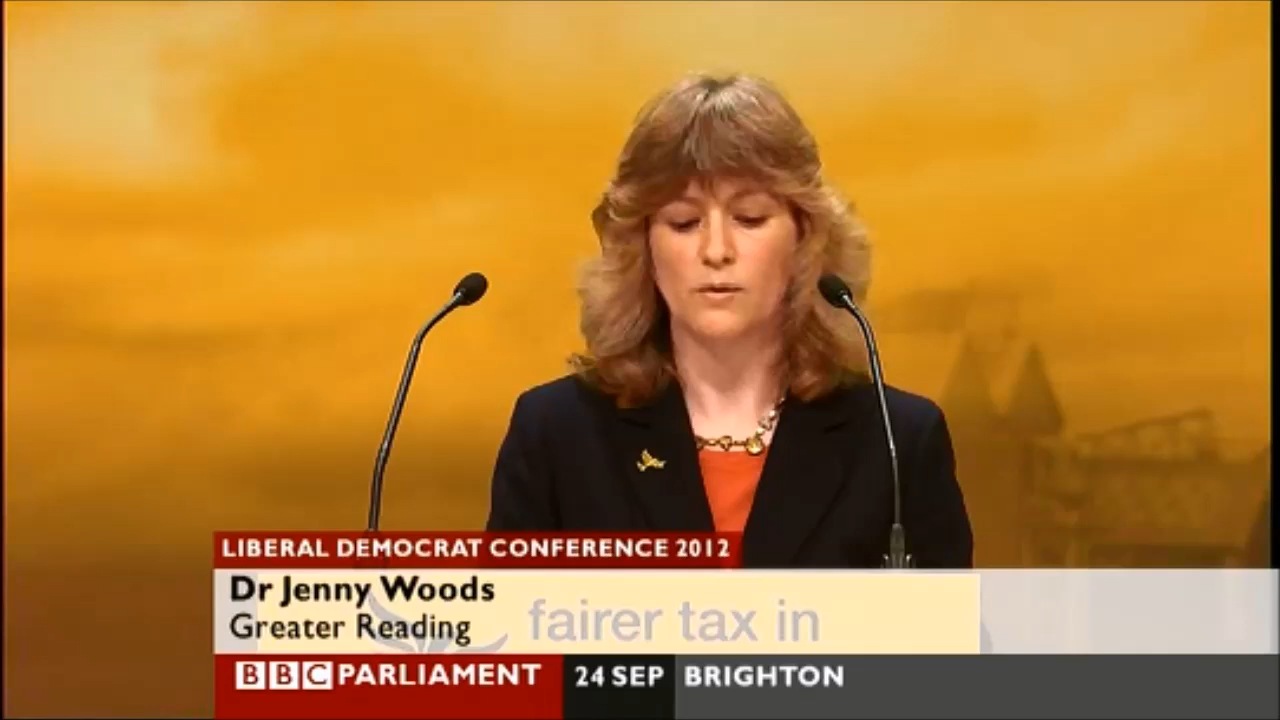 LIBERAL DEMOCRAT CONFERENCE 2012
Dr Jenny Woods
Greater Reading
fairer tax in
BBC PARLIAMENT 24 SEP BRIGHTON